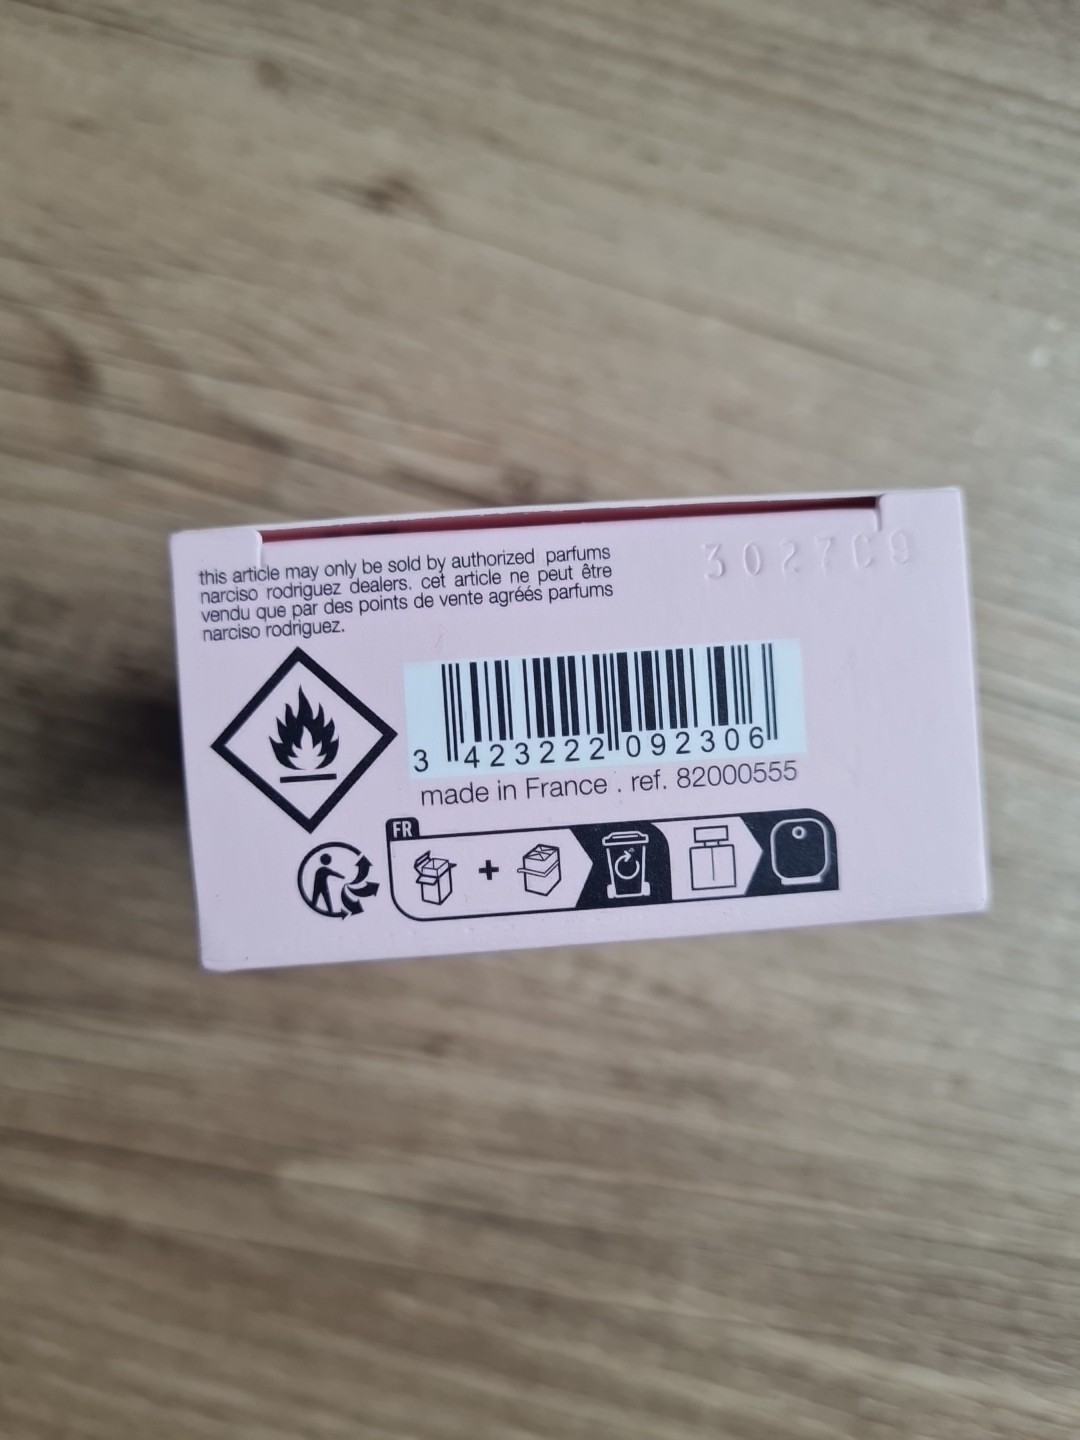 this article may only be sold by authorized parfums
narciso rodriguez dealers. cet article ne peut être
vendu que par des points de vente agréés parfums
narciso rodriguez.
3027C9
3 423222 092306
made in France . ref. 82000555
FR